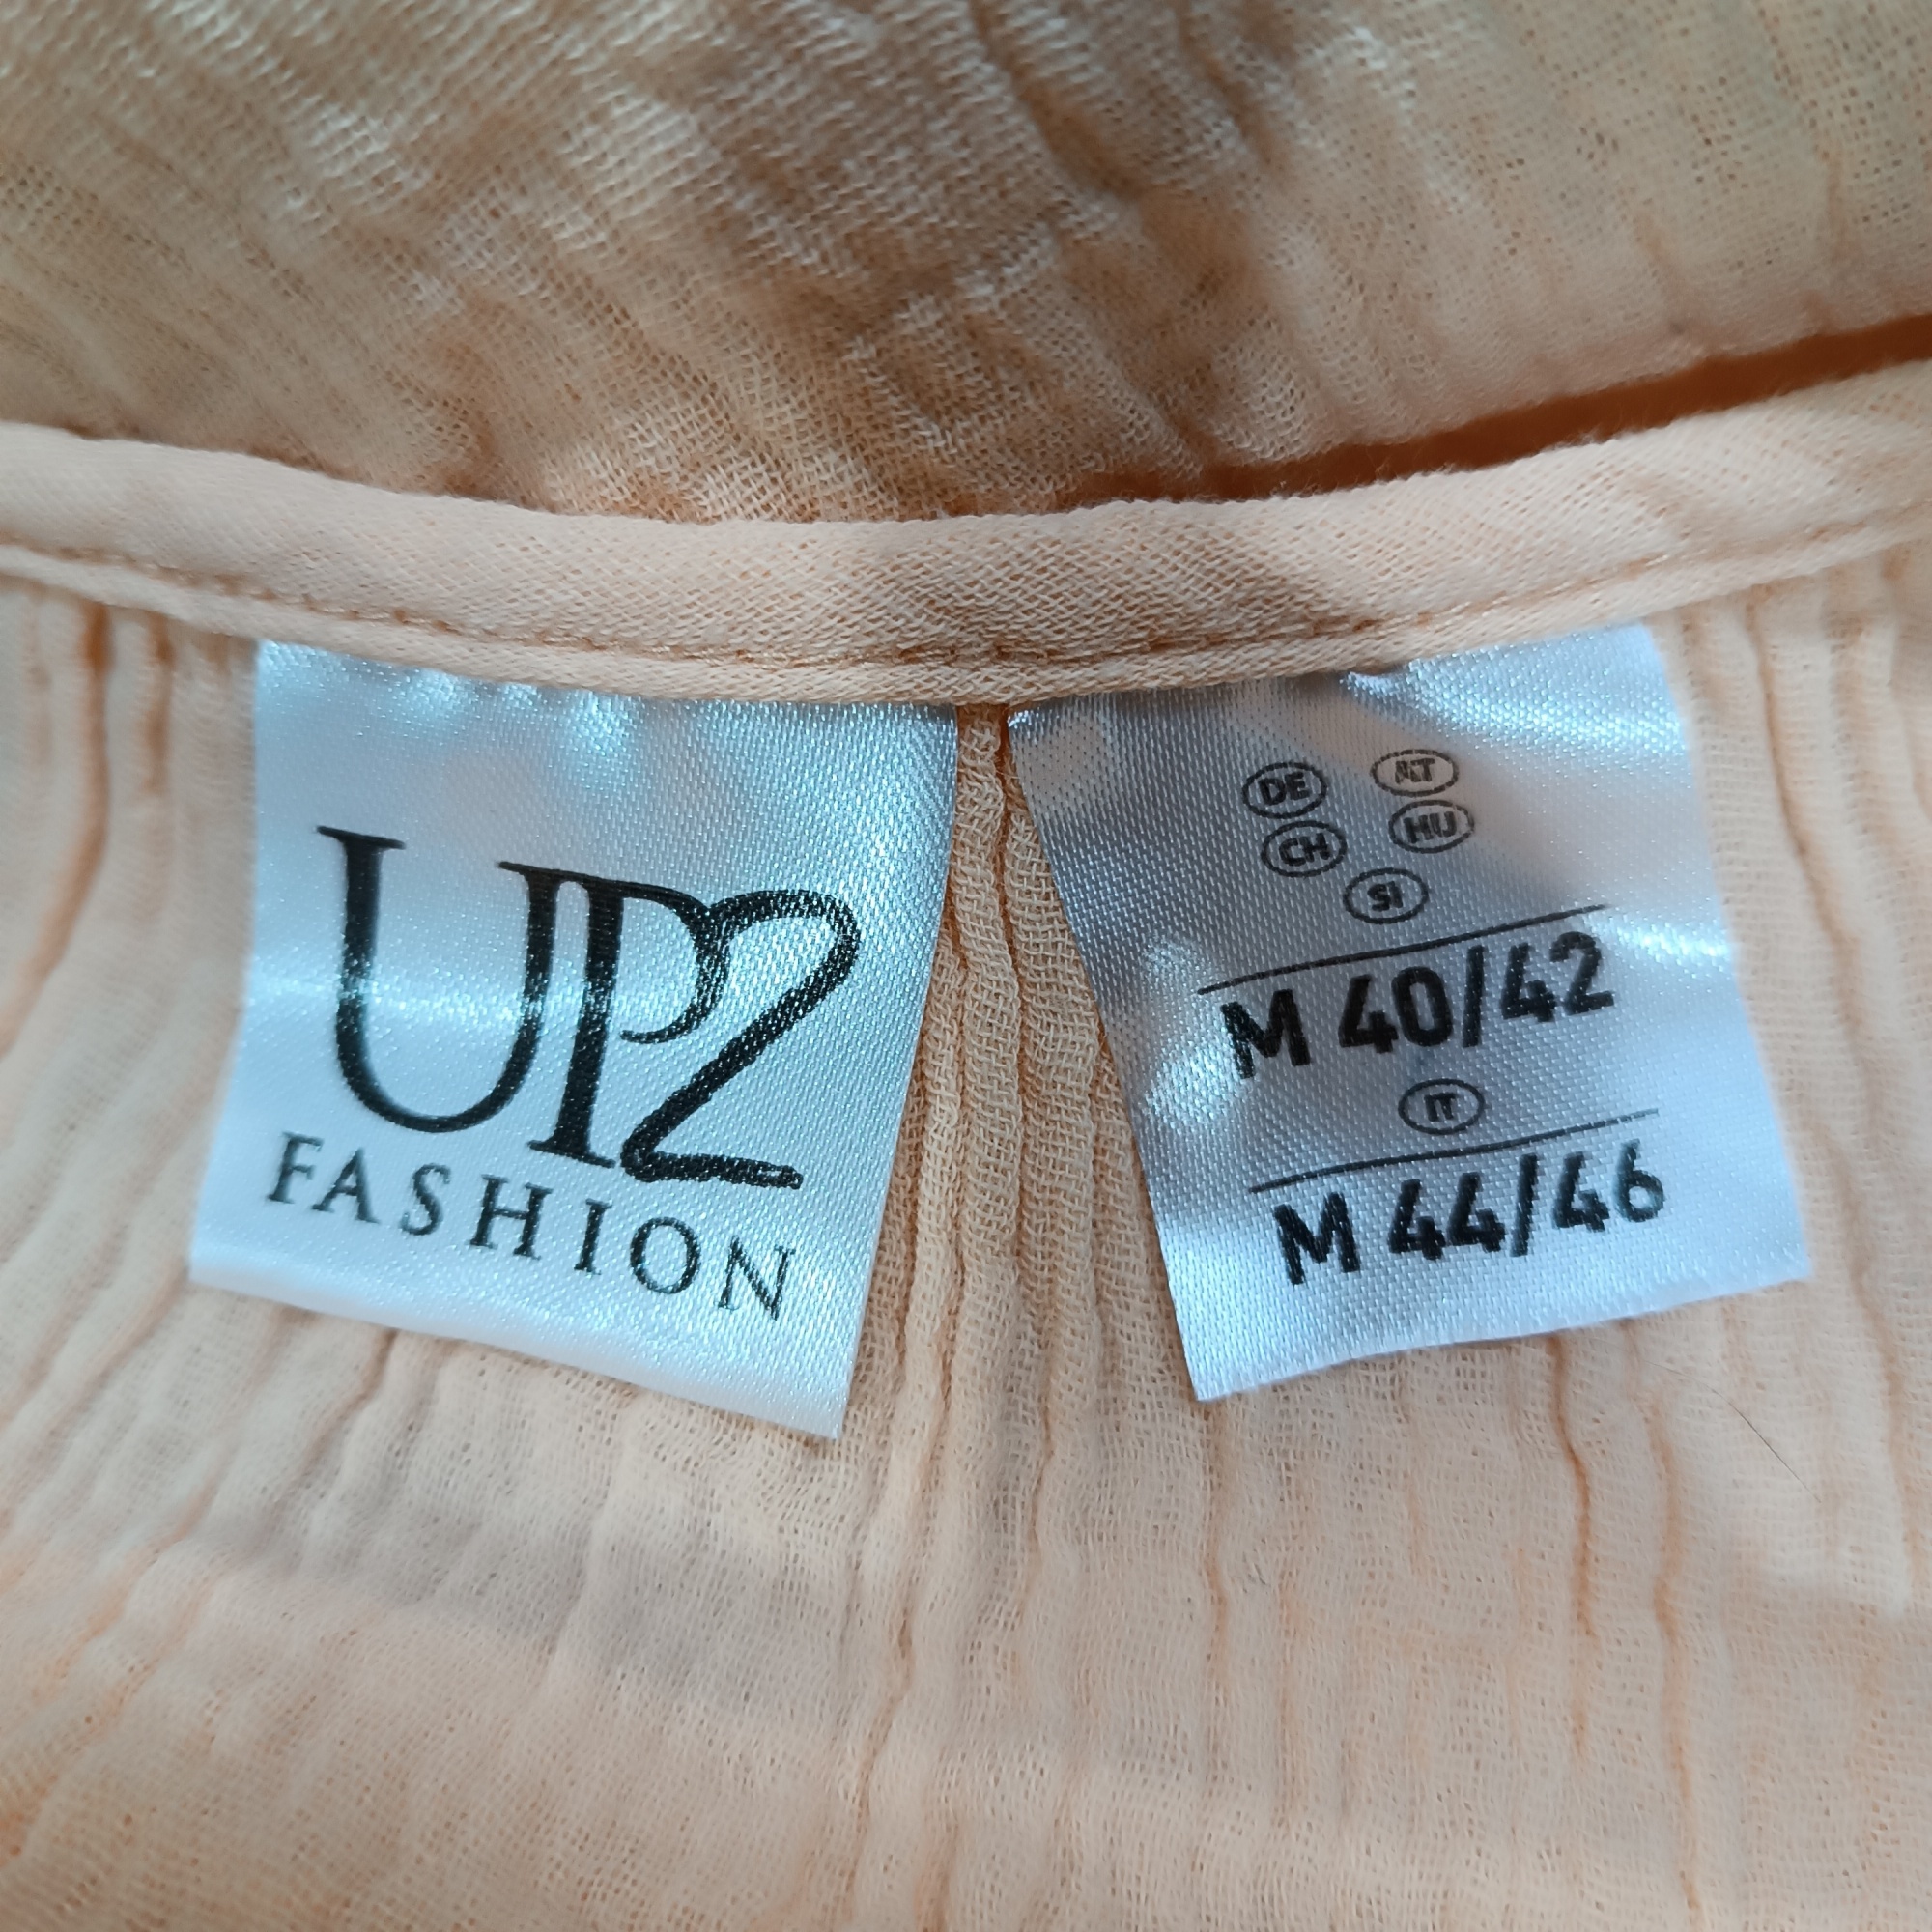 UP2
FASHION
DE AT
CH HU
SI
M 40/42
IT
M 44/46